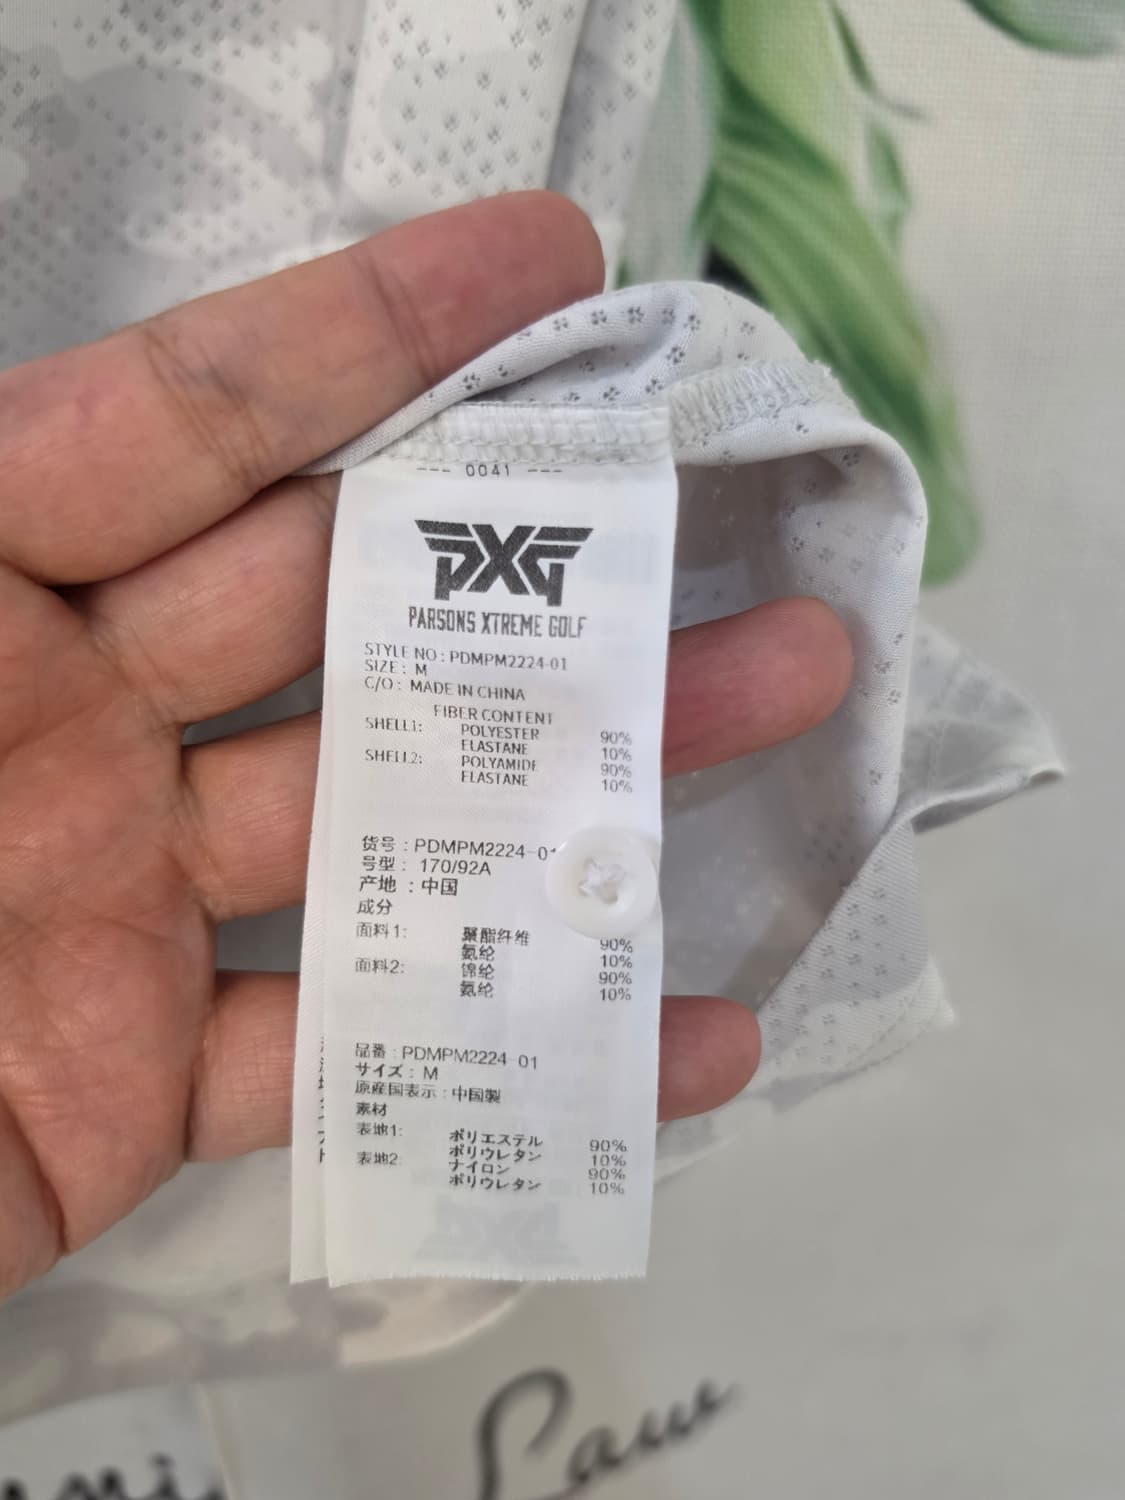 --- 0041 ---
PXG
PARSONS XTREME GOLF
STYLE NO : PDMPM2224-01
SIZE : M
C/O : MADE IN CHINA
FIBER CONTENT
SHELL1: POLYESTER 90%
ELASTANE 10%
SHELL2: POLYAMIDE 90%
ELASTANE 10%
货号 : PDMPM2224-01
号型 : 170/92A
产地 : 中国
成分
面料1: 聚酯纤维 90%
氨纶 10%
面料2: 锦纶 90%
氨纶 10%
品番 : PDMPM2224-01
サイズ : M
原産国表示 : 中国製
素材
表地1: ポリエステル 90%
ポリウレタン 10%
表地2: ナイロン 90%
ポリウレタン 10%